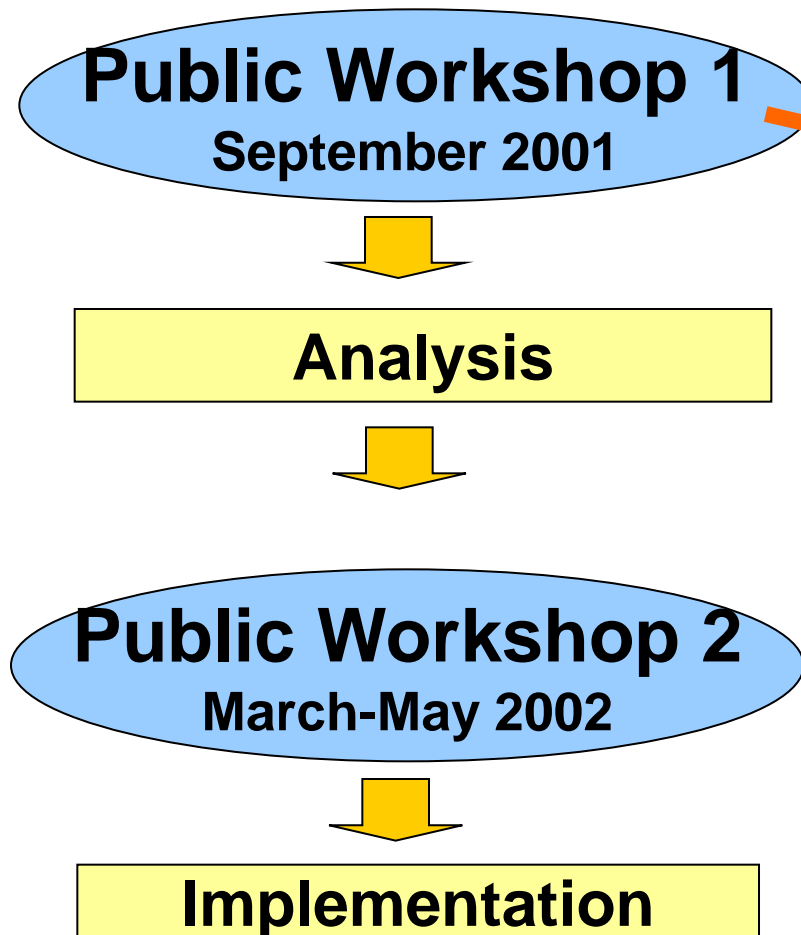 Public Workshop 1
September 2001
Analysis
Public Workshop 2
March-May 2002
Implementation